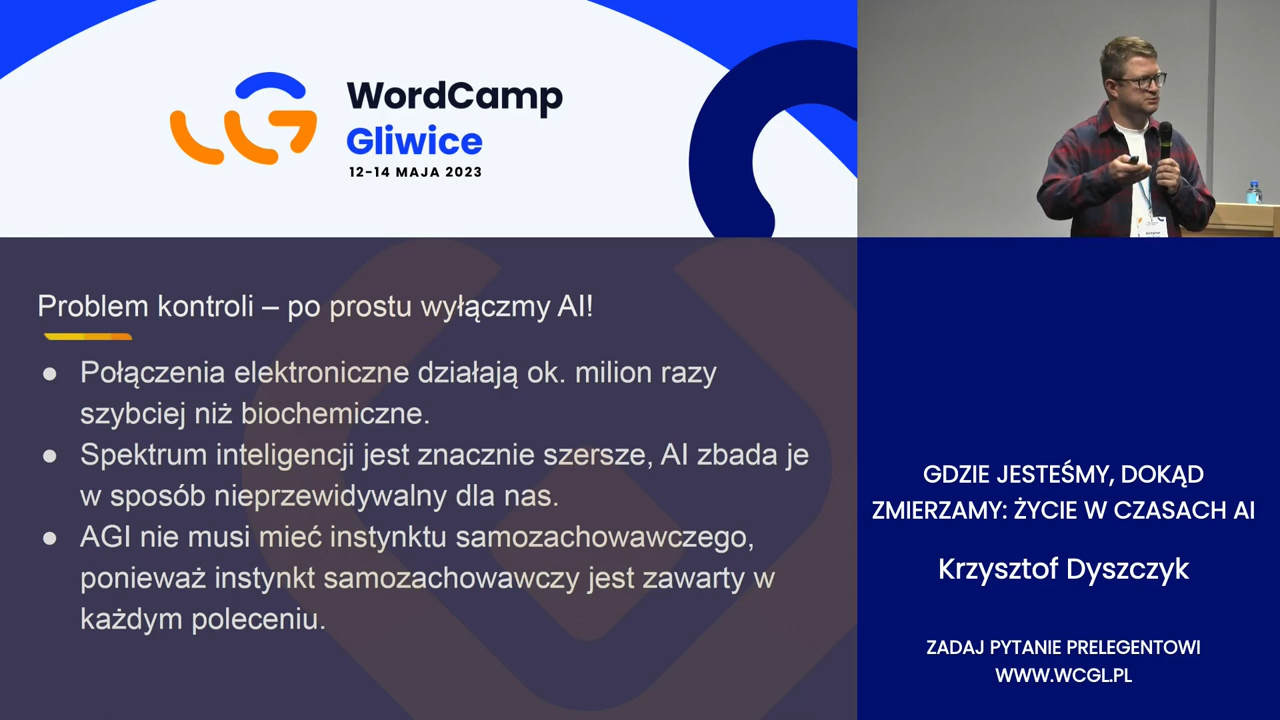 WordCamp
Gliwice
12-14 MAJA 2023
Problem kontroli – po prostu wyłączmy AI!
● Połączenia elektroniczne działają ok. milion razy
szybciej niż biochemiczne.
● Spektrum inteligencji jest znacznie szersze, AI zbada je
w sposób nieprzewidywalny dla nas.
● AGI nie musi mieć instynktu samozachowawczego,
ponieważ instynkt samozachowawczy jest zawarty w
każdym poleceniu.
GDZIE JESTEŚMY, DOKĄD
ZMIERZAMY: ŻYCIE W CZASACH AI
Krzysztof Dyszczyk
ZADAJ PYTANIE PRELEGENTOWI
WWW.WCGL.PL